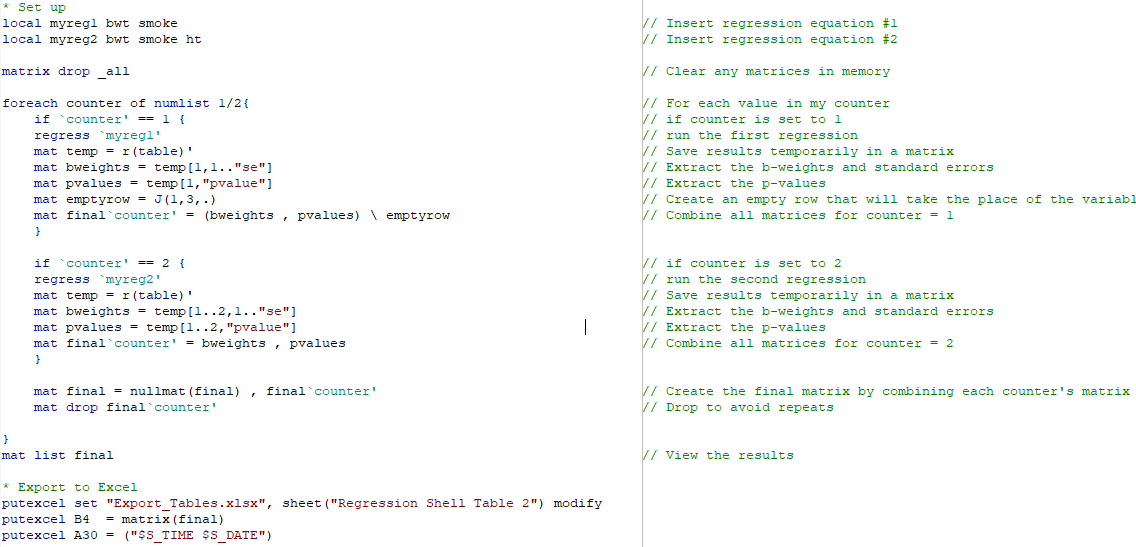 * Set up
local myreg1 bwt smoke // Insert regression equation #1
local myreg2 bwt smoke ht // Insert regression equation #2
matrix drop _all // Clear any matrices in memory
foreach counter of numlist 1/2{ // For each value in my counter
if `counter' == 1 { // if counter is set to 1
regress `myreg1' // run the first regression
mat temp = r(table)' // Save results temporarily in a matrix
mat bweights = temp[1,1.."se"] // Extract the b-weights and standard errors
mat pvalues = temp[1,"pvalue"] // Extract the p-values
mat emptyrow = J(1,3,.) // Create an empty row that will take the place of the variabl
mat final`counter' = (bweights , pvalues) \ emptyrow // Combine all matrices for counter = 1
}
if `counter' == 2 { // if counter is set to 2
regress `myreg2' // run the second regression
mat temp = r(table)' // Save results temporarily in a matrix
mat bweights = temp[1..2,1.."se"] // Extract the b-weights and standard errors
mat pvalues = temp[1..2,"pvalue"] // Extract the p-values
mat final`counter' = bweights , pvalues // Combine all matrices for counter = 2
}
mat final = nullmat(final) , final`counter' // Create the final matrix by combining each counter's matrix
mat drop final`counter' // Drop to avoid repeats
}
mat list final // View the results
* Export to Excel
putexcel set "Export_Tables.xlsx", sheet("Regression Shell Table 2") modify
putexcel B4 = matrix(final)
putexcel A30 = ("$S_TIME $S_DATE")